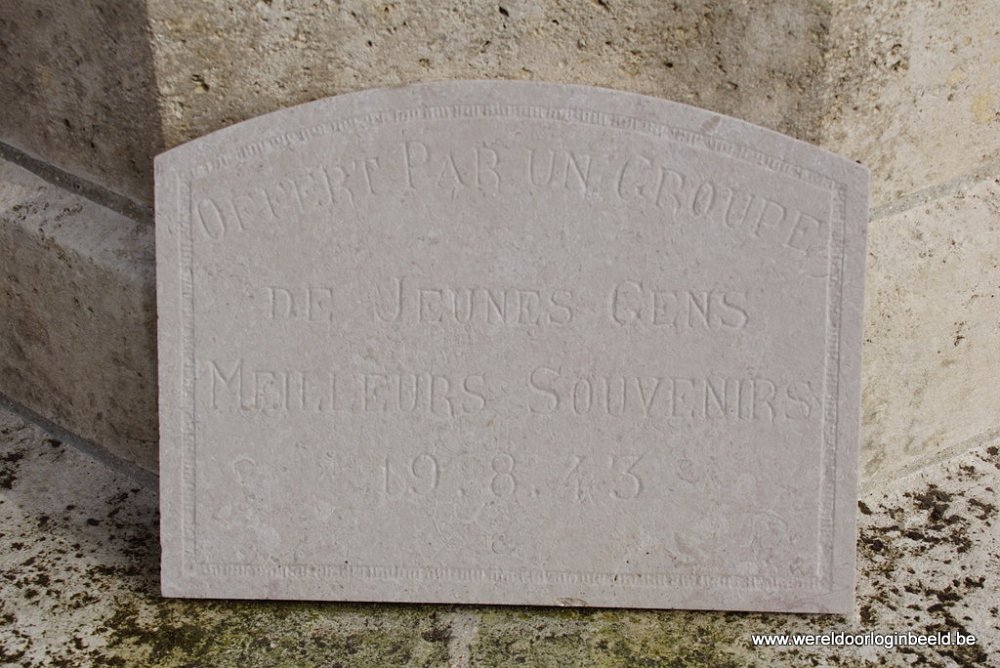 OFFERT PAR UN GROUPE
DE JEUNES GENS
MEILLEURS SOUVENIRS
19.8.43
www.wereldoorloginbeeld.be